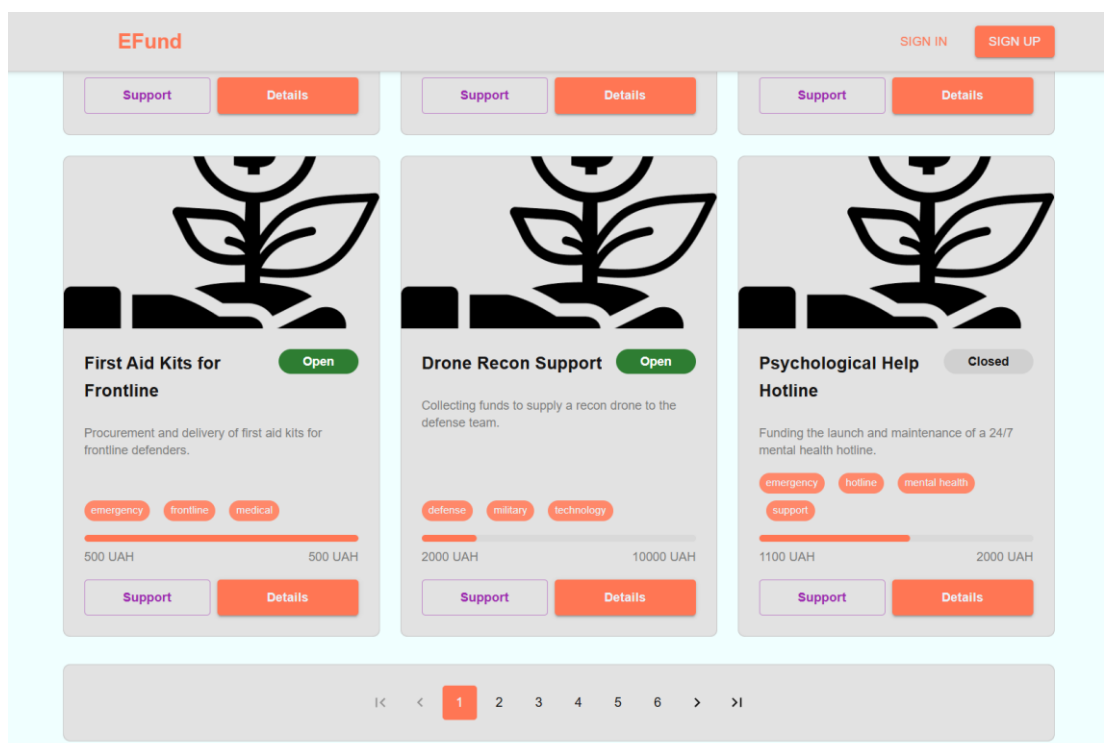 EFund
SIGN IN
SIGN UP
Support
Details
Support
Details
Support
Details
First Aid Kits for
Frontline
Open
Procurement and delivery of first aid kits for
frontline defenders.
emergency
frontline
medical
500 UAH
500 UAH
Support
Details
Drone Recon Support
Open
Collecting funds to supply a recon drone to the
defense team.
defense
military
technology
2000 UAH
10000 UAH
Support
Details
Psychological Help
Hotline
Closed
Funding the launch and maintenance of a 24/7
mental health hotline.
emergency
hotline
mental health
support
1100 UAH
2000 UAH
Support
Details
1 2 3 4 5 6